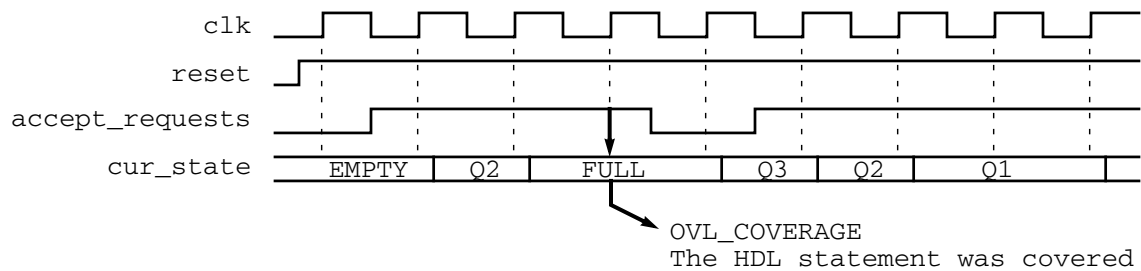 clk
reset
accept_requests
cur_state EMPTY Q2 FULL Q3 Q2 Q1
OVL_COVERAGE
The HDL statement was covered